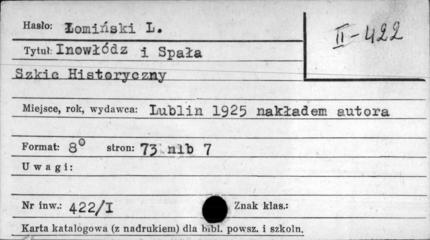 Hasło: Łomiński L.
II-422
Tytuł: Inowłódz i Spała
Szkic Historyczny
Miejsce, rok, wydawca: Lublin 1925 nakładem autora
Format: 8° stron: 73 nlb 7
Uwagi:
Nr inw.: 422/I Znak klas.:
Karta katalogowa (z nadrukiem) dla bibl. powsz. i szkoln.